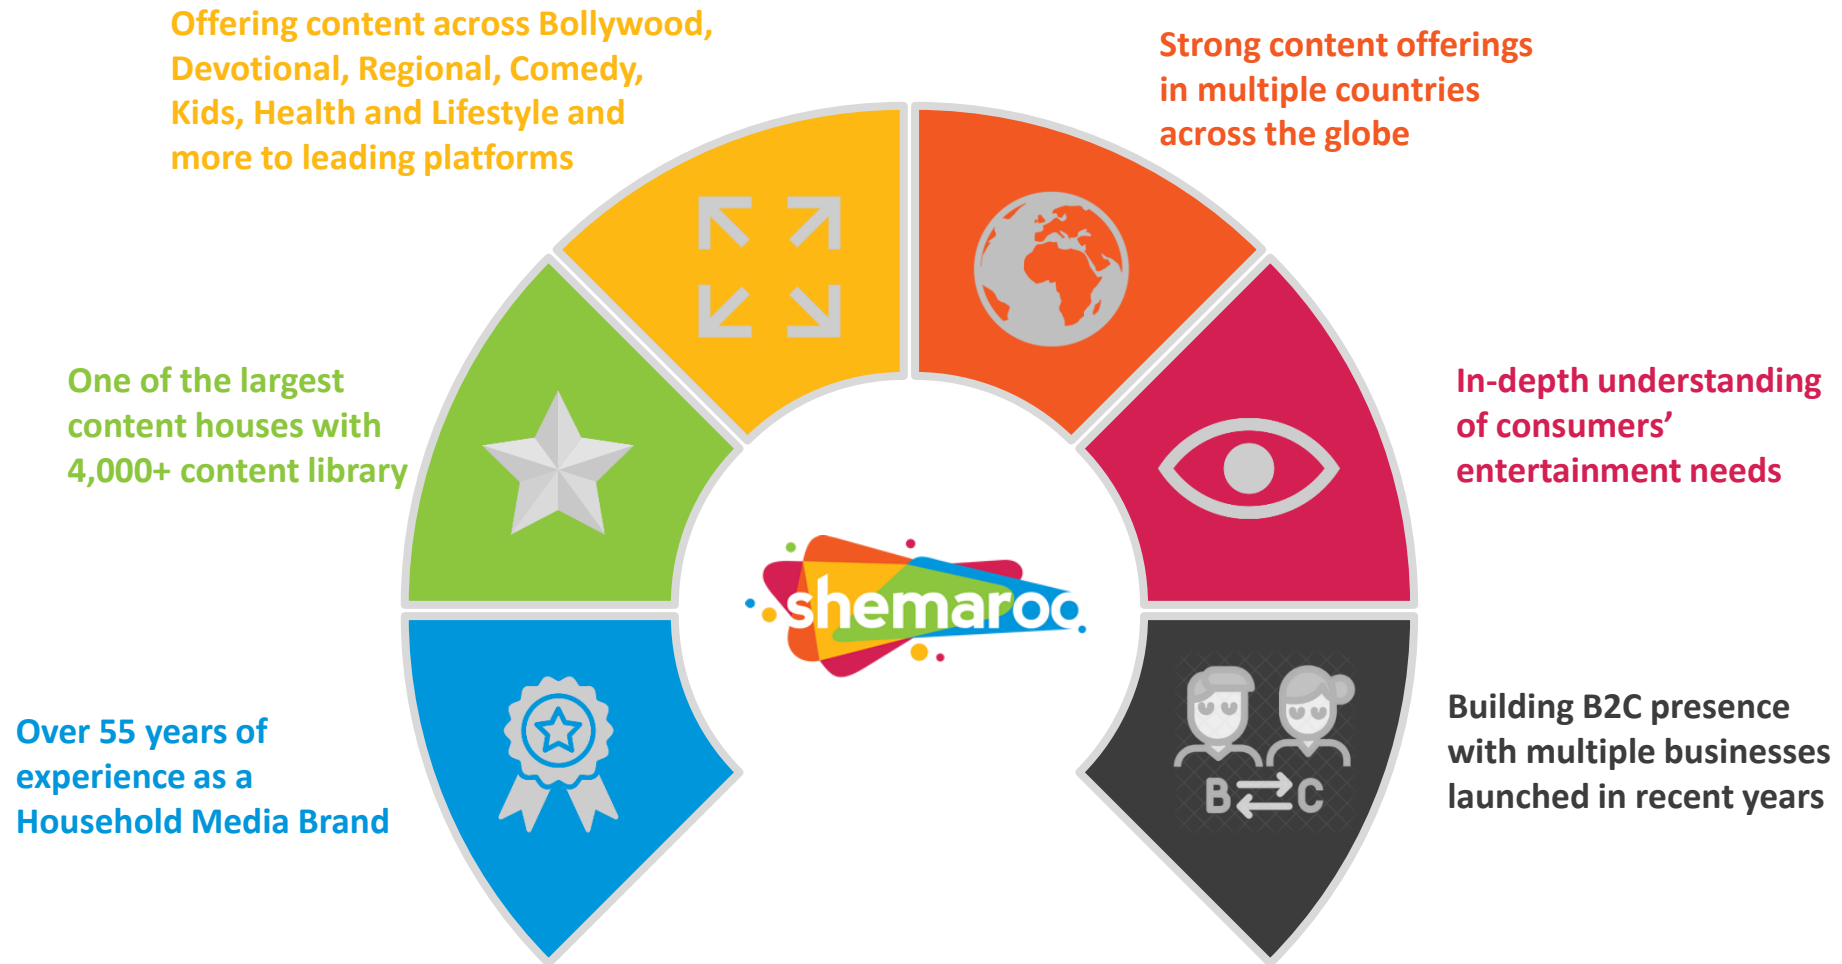 Offering content across Bollywood,
Devotional, Regional, Comedy,
Kids, Health and Lifestyle and
more to leading platforms
Strong content offerings
in multiple countries
across the globe
One of the largest
content houses with
4,000+ content library
In-depth understanding
of consumers’
entertainment needs
shemaroo
Over 55 years of
experience as a
Household Media Brand
B C
Building B2C presence
with multiple businesses
launched in recent years